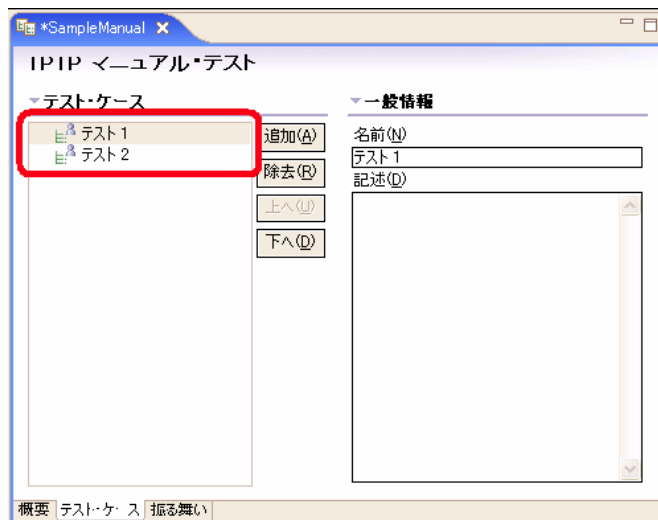 *SampleManual
TPTP マニュアル・テスト
テスト・ケース
一般情報
テスト 1
テスト 2
追加(A)
除去(R)
上へ(U)
下へ(D)
名前(N)
テスト 1
記述(D)
概要 テスト・ケース 振る舞い